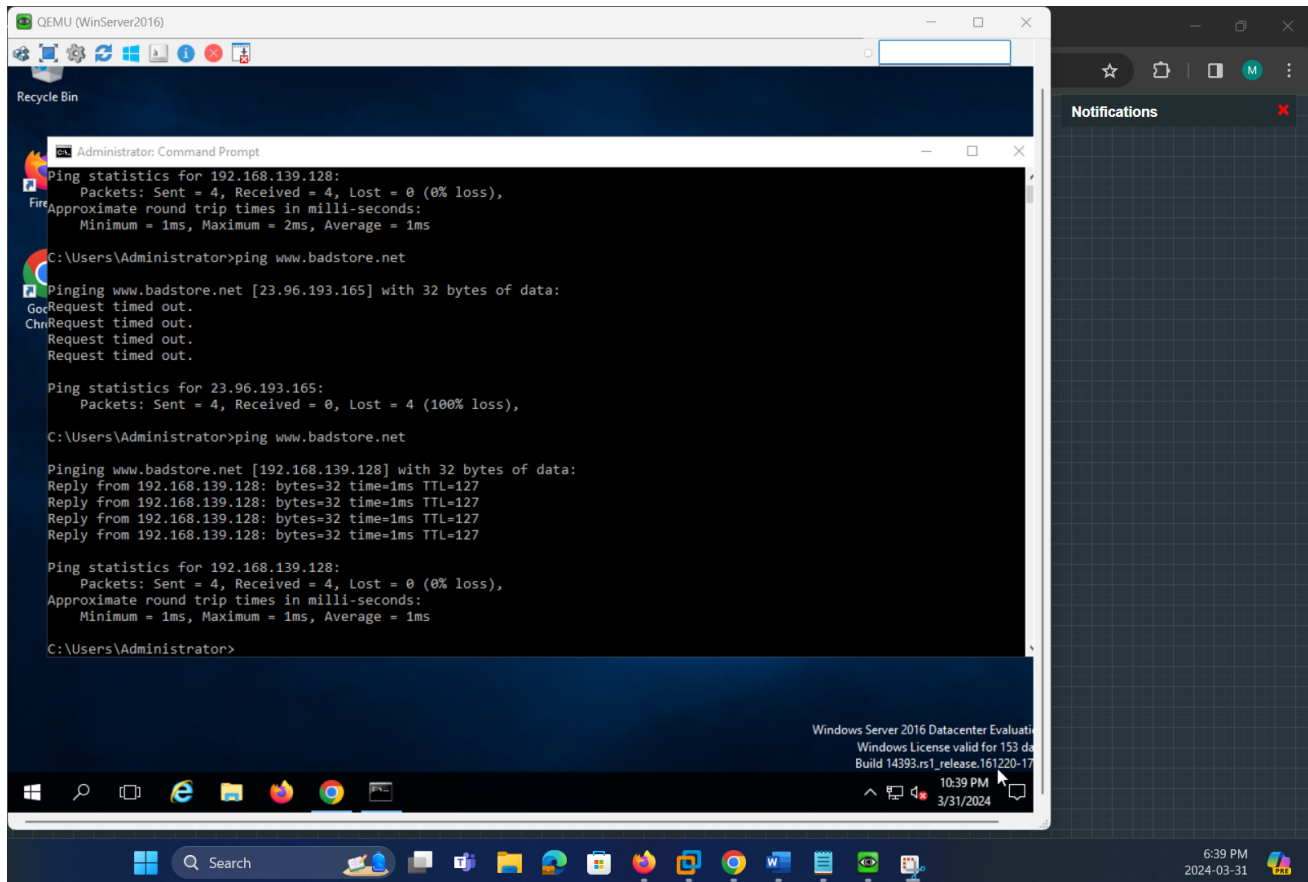 QEMU (WinServer2016)
M
Notifications
Recycle Bin
Administrator: Command Prompt
Ping statistics for 192.168.139.128:
Packets: Sent = 4, Received = 4, Lost = 0 (0% loss),
Fire
Approximate round trip times in milli-seconds:
Minimum = 1ms, Maximum = 2ms, Average = 1ms
C:\Users\Administrator>ping www.badstore.net
Pinging www.badstore.net [23.96.193.165] with 32 bytes of data:
Goo
Request timed out.
Chr
Request timed out.
Request timed out.
Request timed out.
Ping statistics for 23.96.193.165:
Packets: Sent = 4, Received = 0, Lost = 4 (100% loss),
C:\Users\Administrator>ping www.badstore.net
Pinging www.badstore.net [192.168.139.128] with 32 bytes of data:
Reply from 192.168.139.128: bytes=32 time=1ms TTL=127
Reply from 192.168.139.128: bytes=32 time=1ms TTL=127
Reply from 192.168.139.128: bytes=32 time=1ms TTL=127
Reply from 192.168.139.128: bytes=32 time=1ms TTL=127
Ping statistics for 192.168.139.128:
Packets: Sent = 4, Received = 4, Lost = 0 (0% loss),
Approximate round trip times in milli-seconds:
Minimum = 1ms, Maximum = 1ms, Average = 1ms
C:\Users\Administrator>
Windows Server 2016 Datacenter Evaluati
Windows License valid for 153 da
Build 14393.rs1_release.161220-17
10:39 PM
3/31/2024
Search
6:39 PM
2024-03-31
PRE